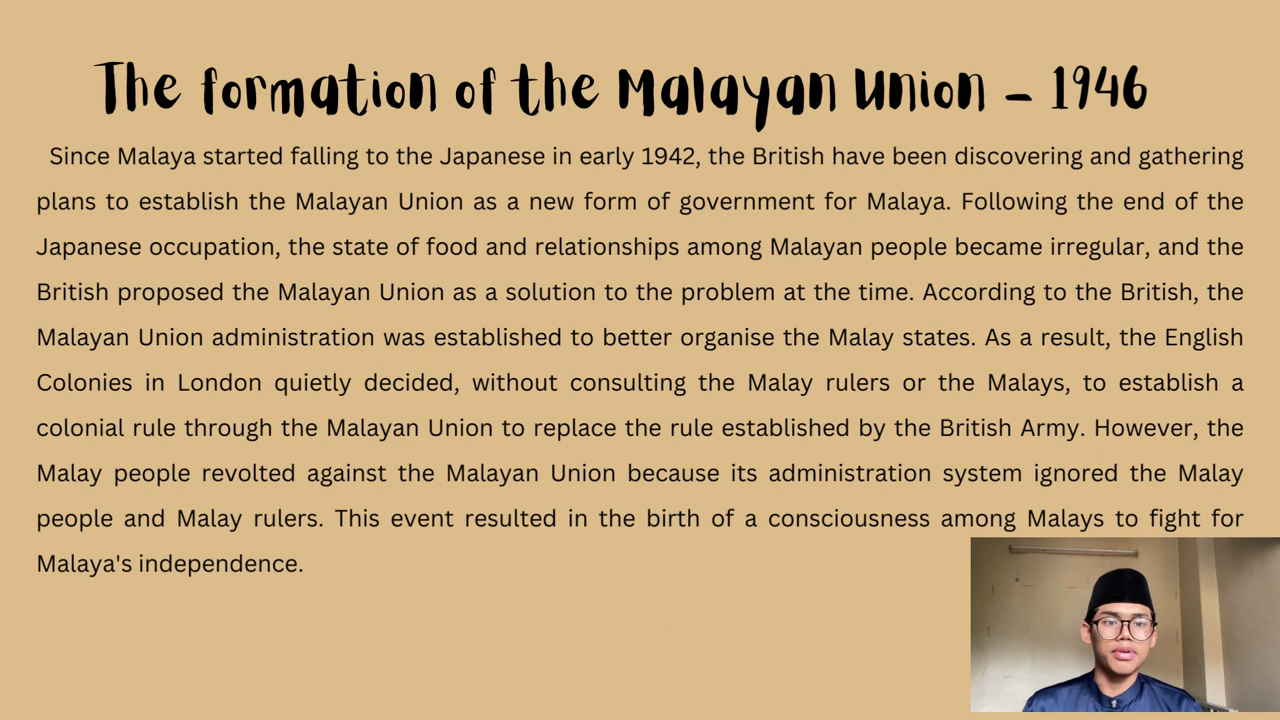 The formation of the Malayan Union - 1946
Since Malaya started falling to the Japanese in early 1942, the British have been discovering and gathering
plans to establish the Malayan Union as a new form of government for Malaya. Following the end of the
Japanese occupation, the state of food and relationships among Malayan people became irregular, and the
British proposed the Malayan Union as a solution to the problem at the time. According to the British, the
Malayan Union administration was established to better organise the Malay states. As a result, the English
Colonies in London quietly decided, without consulting the Malay rulers or the Malays, to establish a
colonial rule through the Malayan Union to replace the rule established by the British Army. However, the
Malay people revolted against the Malayan Union because its administration system ignored the Malay
people and Malay rulers. This event resulted in the birth of a consciousness among Malays to fight for
Malaya's independence.